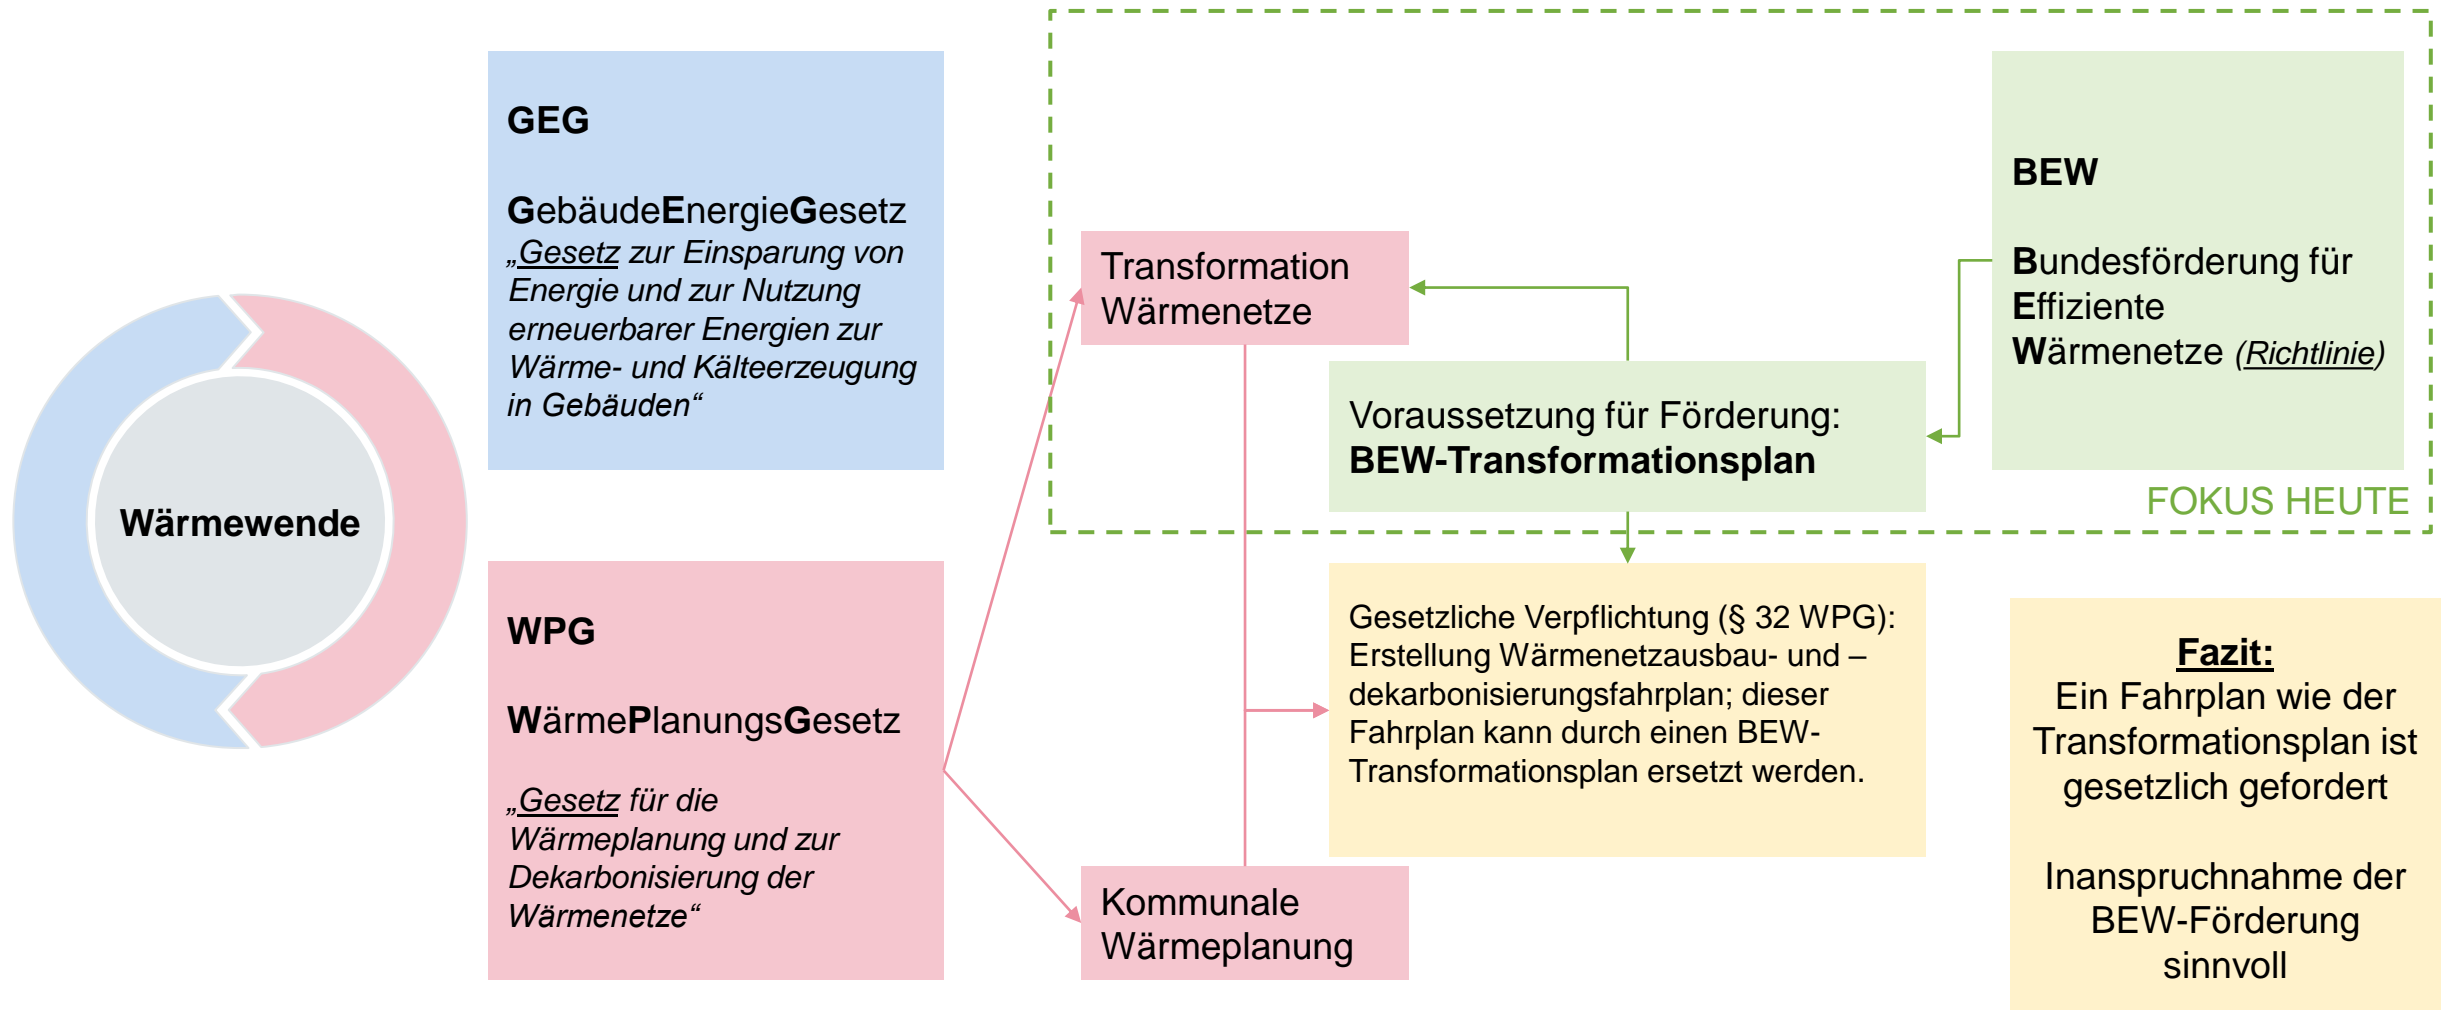 Wärmewende
GEG
GebäudeEnergieGesetz
„Gesetz zur Einsparung von
Energie und zur Nutzung
erneuerbarer Energien zur
Wärme- und Kälteerzeugung
in Gebäuden“
WPG
WärmePlanungsGesetz
„Gesetz für die
Wärmeplanung und zur
Dekarbonisierung der
Wärmenetze“
Transformation
Wärmenetze
Kommunale
Wärmeplanung
Voraussetzung für Förderung:
BEW-Transformationsplan
Gesetzliche Verpflichtung (§ 32 WPG):
Erstellung Wärmenetzausbau- und –
dekarbonisierungsfahrplan; dieser
Fahrplan kann durch einen BEW-
Transformationsplan ersetzt werden.
BEW
Bundesförderung für
Effiziente
Wärmenetze (Richtlinie)
FOKUS HEUTE
Fazit:
Ein Fahrplan wie der
Transformationsplan ist
gesetzlich gefordert
Inanspruchnahme der
BEW-Förderung
sinnvoll